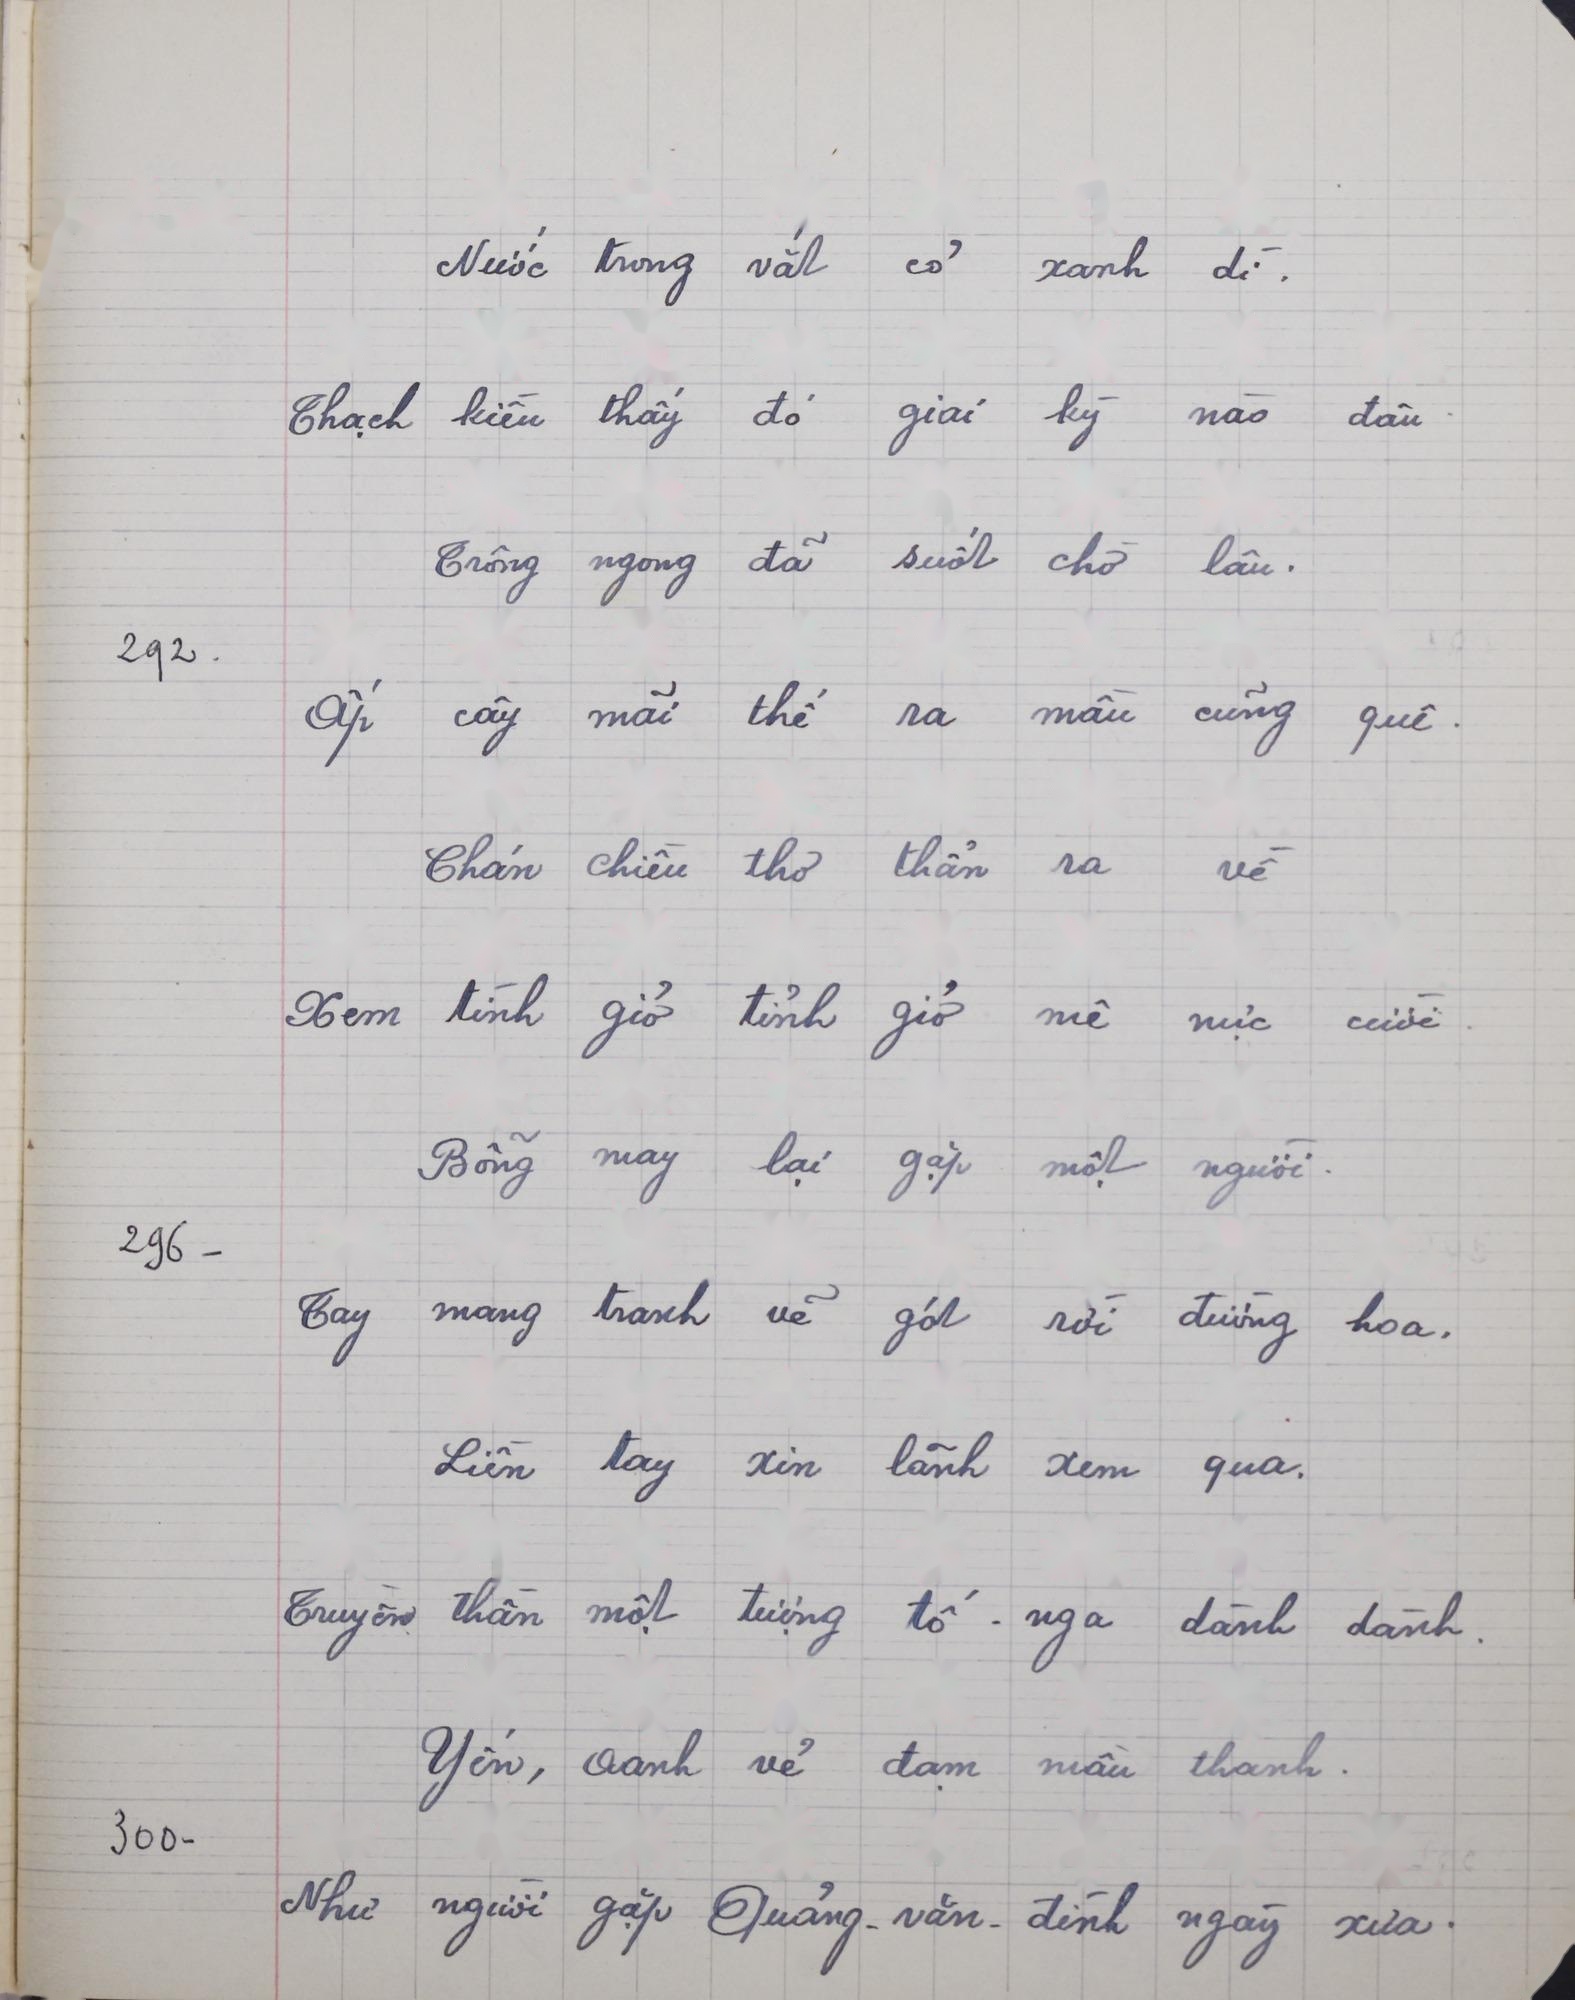 Nước trong vắt cỏ xanh dì.
Thạch kiều thấy đó giai kỳ nào đâu.
Trông ngong đã suốt chờ lâu.
292.
Ấp cây mãi thế ra mầu cũng quê.
Chán chiều thơ thẩn ra về
Xem tình giở tỉnh giở mê nực cười.
Bỗng may lại gặp một người.
296 -
Tay mang tranh vẽ gót rời đường hoa.
Liền tay xin lãnh xem qua.
Truyền thần một tượng tố - nga dành dành.
Yến, oanh vẻ đạm mầu thanh.
300-
Như người gặp Quảng - văn - đình ngày xưa.